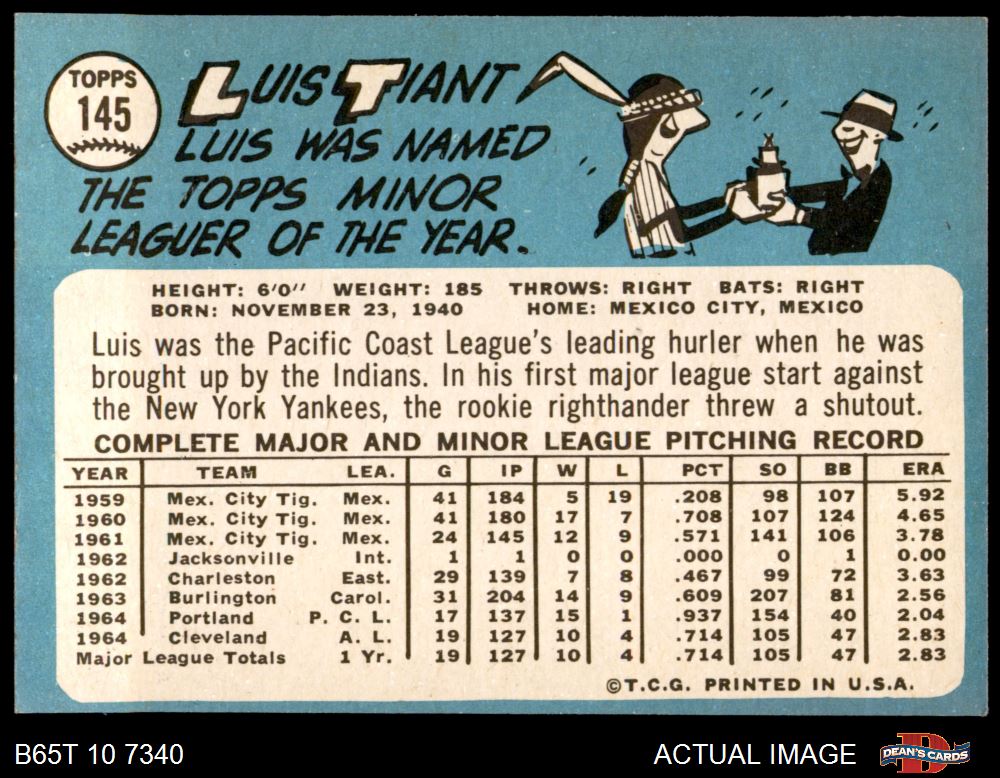 TOPPS
145
LUIS TIANT
LUIS WAS NAMED
THE TOPPS MINOR
LEAGUER OF THE YEAR.
HEIGHT: 6'0" WEIGHT: 185 THROWS: RIGHT BATS: RIGHT
BORN: NOVEMBER 23, 1940 HOME: MEXICO CITY, MEXICO
Luis was the Pacific Coast League's leading hurler when he was
brought up by the Indians. In his first major league start against
the New York Yankees, the rookie righthander threw a shutout.
COMPLETE MAJOR AND MINOR LEAGUE PITCHING RECORD
YEAR TEAM LEA. G IP W L PCT SO BB ERA
1959 Mex. City Tig. Mex. 41 184 5 19 .208 98 107 5.92
1960 Mex. City Tig. Mex. 41 180 17 7 .708 107 124 4.65
1961 Mex. City Tig. Mex. 24 145 12 9 .571 141 106 3.78
1962 Jacksonville Int. 1 1 0 0 .000 0 1 0.00
1962 Charleston East. 29 139 7 8 .467 99 72 3.63
1963 Burlington Carol. 31 204 14 9 .609 207 81 2.56
1964 Portland P. C. L. 17 137 15 1 .937 154 40 2.04
1964 Cleveland A. L. 19 127 10 4 .714 105 47 2.83
Major League Totals 1 Yr. 19 127 10 4 .714 105 47 2.83
©T.C.G. PRINTED IN U.S.A.
B65T 10 7340 ACTUAL IMAGE DEAN'S CARDS